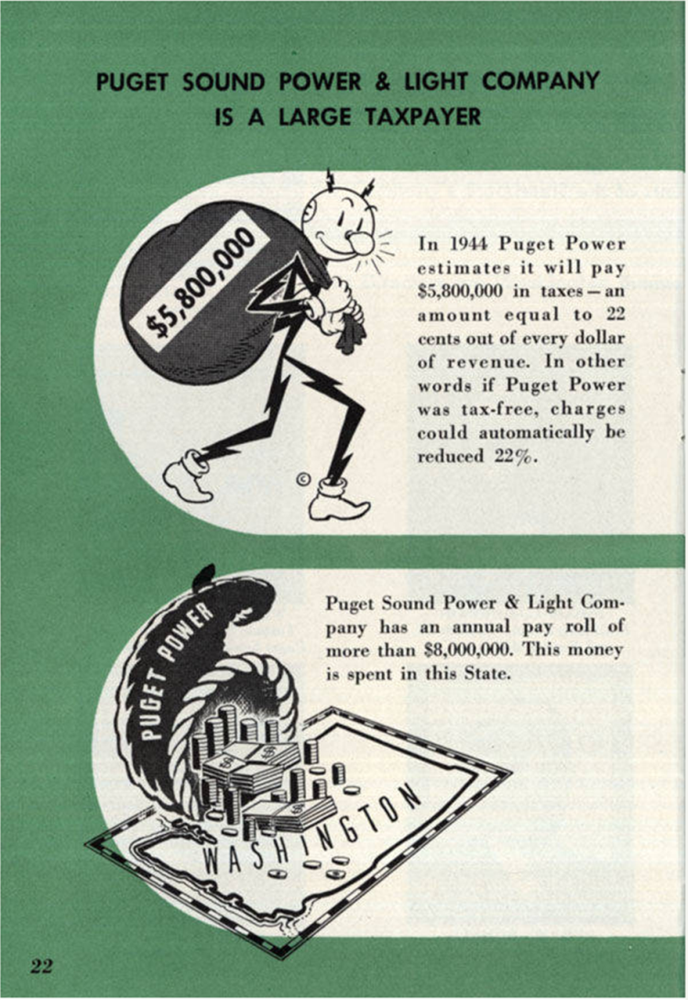 PUGET SOUND POWER & LIGHT COMPANY
IS A LARGE TAXPAYER
$5,800,000
In 1944 Puget Power
estimates it will pay
$5,800,000 in taxes — an
amount equal to 22
cents out of every dollar
of revenue. In other
words if Puget Power
was tax-free, charges
could automatically be
reduced 22%.
©
Puget Sound Power & Light Com-
pany has an annual pay roll of
more than $8,000,000. This money
is spent in this State.
PUGET POWER
WASHINGTON
22